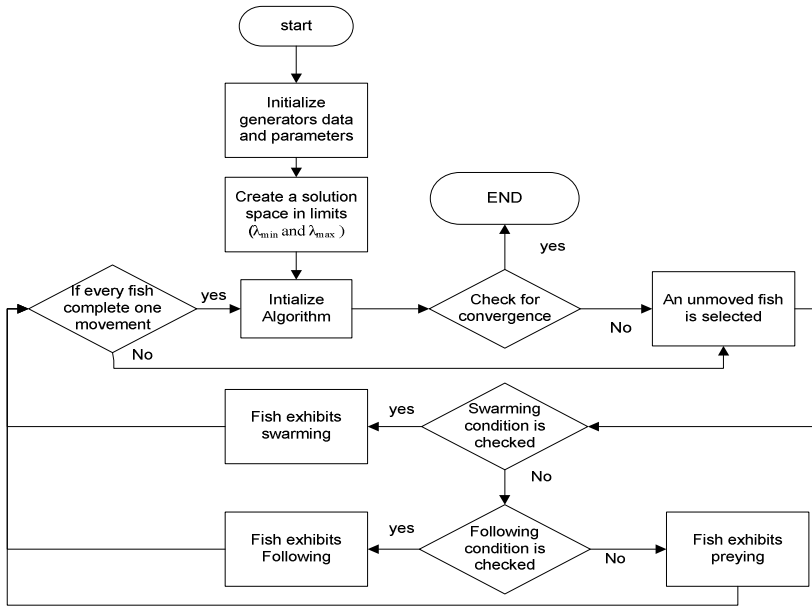 start
Initialize
generators data
and parameters
Create a solution
space in limits
(λmin and λmax )
END
yes
If every fish
complete one
movement
yes
Intialize
Algorithm
Check for
convergence
No
An unmoved fish
is selected
No
Fish exhibits
swarming
yes
Swarming
condition is
checked
No
Fish exhibits
Following
yes
Following
condition is
checked
No
Fish exhibits
preying